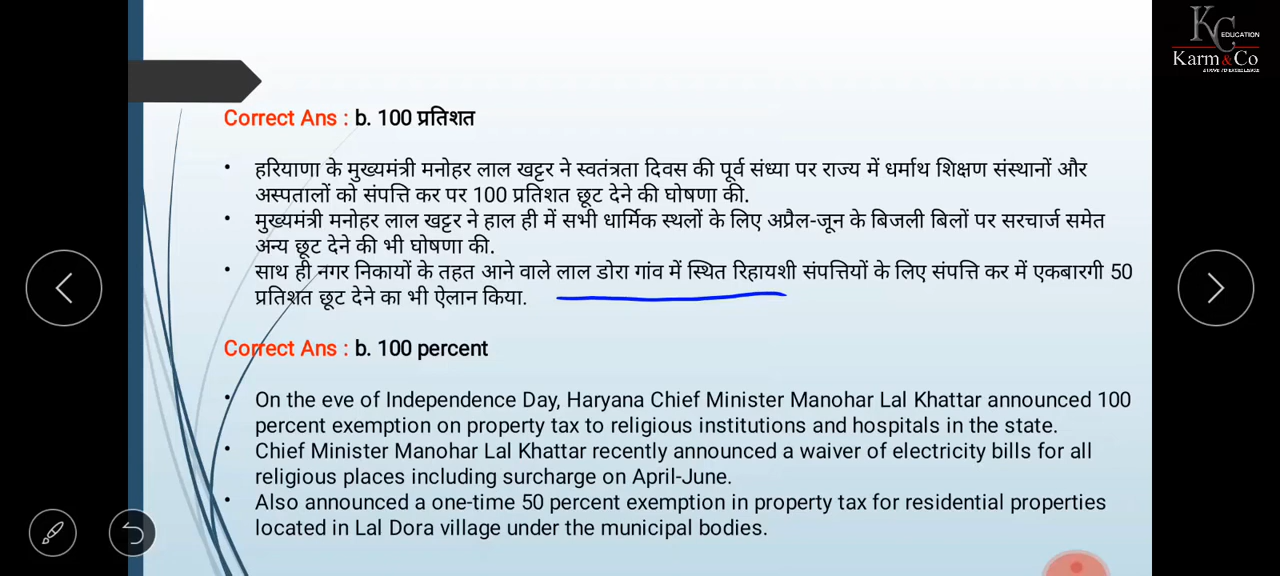 KC EDUCATION
Karm&Co
Correct Ans : b. 100 प्रतिशत
• हरियाणा के मुख्यमंत्री मनोहर लाल खट्टर ने स्वतंत्रता दिवस की पूर्व संध्या पर राज्य में धर्मार्थ शिक्षण संस्थानों और
अस्पतालों को संपत्ति कर पर 100 प्रतिशत छूट देने की घोषणा की.
• मुख्यमंत्री मनोहर लाल खट्टर ने हाल ही में सभी धार्मिक स्थलों के लिए अप्रैल-जून के बिजली बिलों पर सरचार्ज समेत
अन्य छूट देने की भी घोषणा की.
• साथ ही नगर निकायों के तहत आने वाले लाल डोरा गांव में स्थित रिहायशी संपत्तियों के लिए संपत्ति कर में एकबारगी 50
प्रतिशत छूट देने का भी ऐलान किया.
Correct Ans : b. 100 percent
• On the eve of Independence Day, Haryana Chief Minister Manohar Lal Khattar announced 100
percent exemption on property tax to religious institutions and hospitals in the state.
• Chief Minister Manohar Lal Khattar recently announced a waiver of electricity bills for all
religious places including surcharge on April-June.
• Also announced a one-time 50 percent exemption in property tax for residential properties
located in Lal Dora village under the municipal bodies.